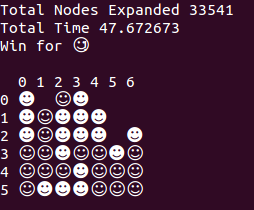 Total Nodes Expanded 33541
Total Time 47.672673
Win for ☺
0 1 2 3 4 5 6
0 ☻   ☺ ☻
1 ☻ ☺ ☻ ☻ ☻
2 ☻ ☺ ☻ ☻ ☻   ☻
3 ☺ ☺ ☻ ☺ ☺ ☻ ☺
4 ☺ ☺ ☺ ☻ ☺ ☺ ☺
5 ☺ ☻ ☻ ☻ ☺ ☺ ☺